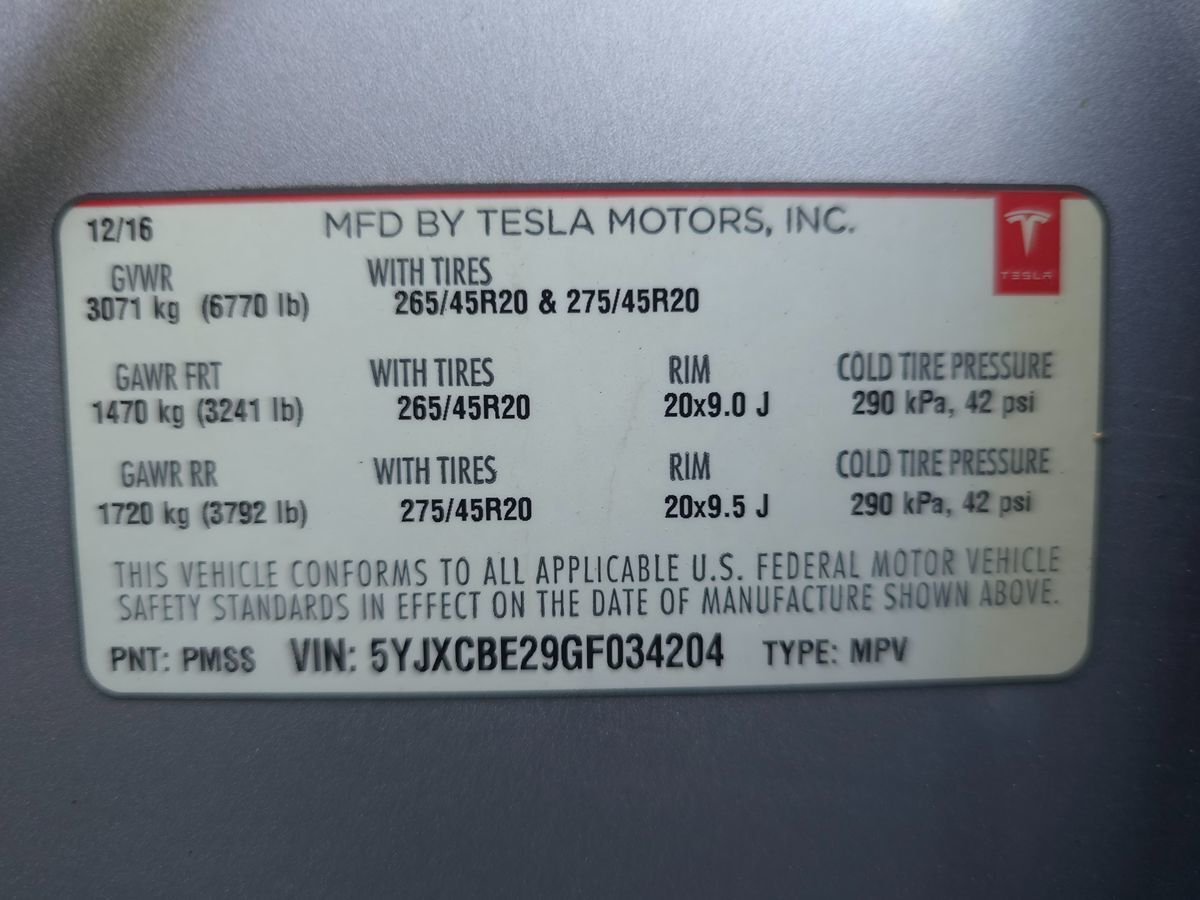 12/16 MFD BY TESLA MOTORS, INC.
TESLA
GVWR WITH TIRES
3071 kg (6770 lb) 265/45R20 & 275/45R20
GAWR FRT WITH TIRES RIM COLD TIRE PRESSURE
1470 kg (3241 lb) 265/45R20 20x9.0 J 290 kPa, 42 psi
GAWR RR WITH TIRES RIM COLD TIRE PRESSURE
1720 kg (3792 lb) 275/45R20 20x9.5 J 290 kPa, 42 psi
THIS VEHICLE CONFORMS TO ALL APPLICABLE U.S. FEDERAL MOTOR VEHICLE
SAFETY STANDARDS IN EFFECT ON THE DATE OF MANUFACTURE SHOWN ABOVE.
PNT: PMSS VIN: 5YJXCBE29GF034204 TYPE: MPV